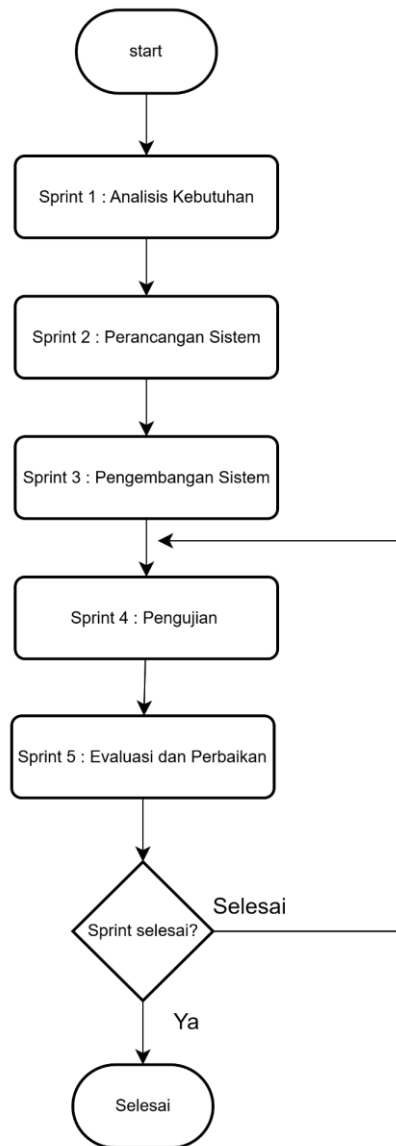 start
Sprint 1 : Analisis Kebutuhan
Sprint 2 : Perancangan Sistem
Sprint 3 : Pengembangan Sistem
Sprint 4 : Pengujian
Sprint 5 : Evaluasi dan Perbaikan
Selesai
Sprint selesai?
Ya
Selesai